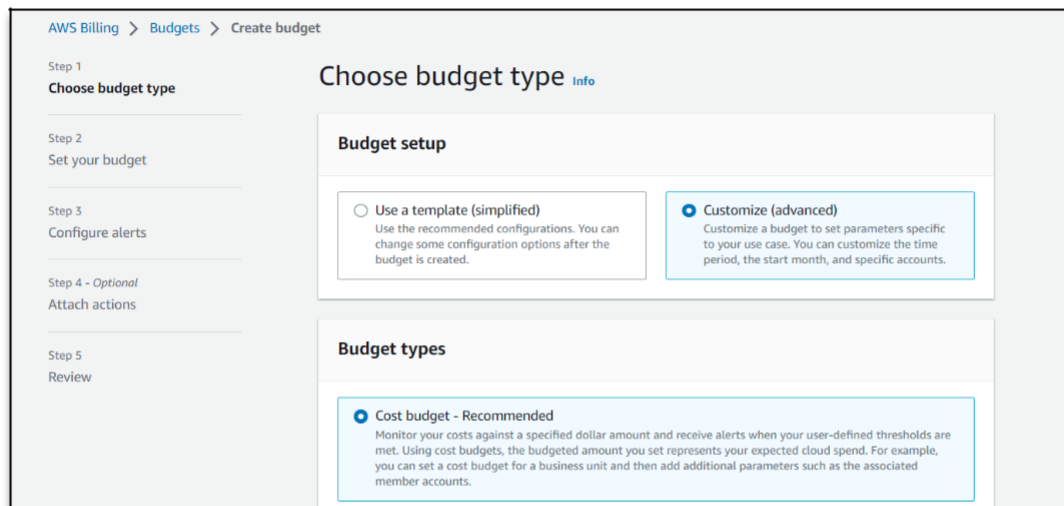 AWS Billing > Budgets > Create budget
Step 1
Choose budget type
Step 2
Set your budget
Step 3
Configure alerts
Step 4 - Optional
Attach actions
Step 5
Review
Choose budget type Info
Budget setup
Use a template (simplified)
Use the recommended configurations. You can
change some configuration options after the
budget is created.
Customize (advanced)
Customize a budget to set parameters specific
to your use case. You can customize the time
period, the start month, and specific accounts.
Budget types
Cost budget - Recommended
Monitor your costs against a specified dollar amount and receive alerts when your user-defined thresholds are
met. Using cost budgets, the budgeted amount you set represents your expected cloud spend. For example,
you can set a cost budget for a business unit and then add additional parameters such as the associated
member accounts.